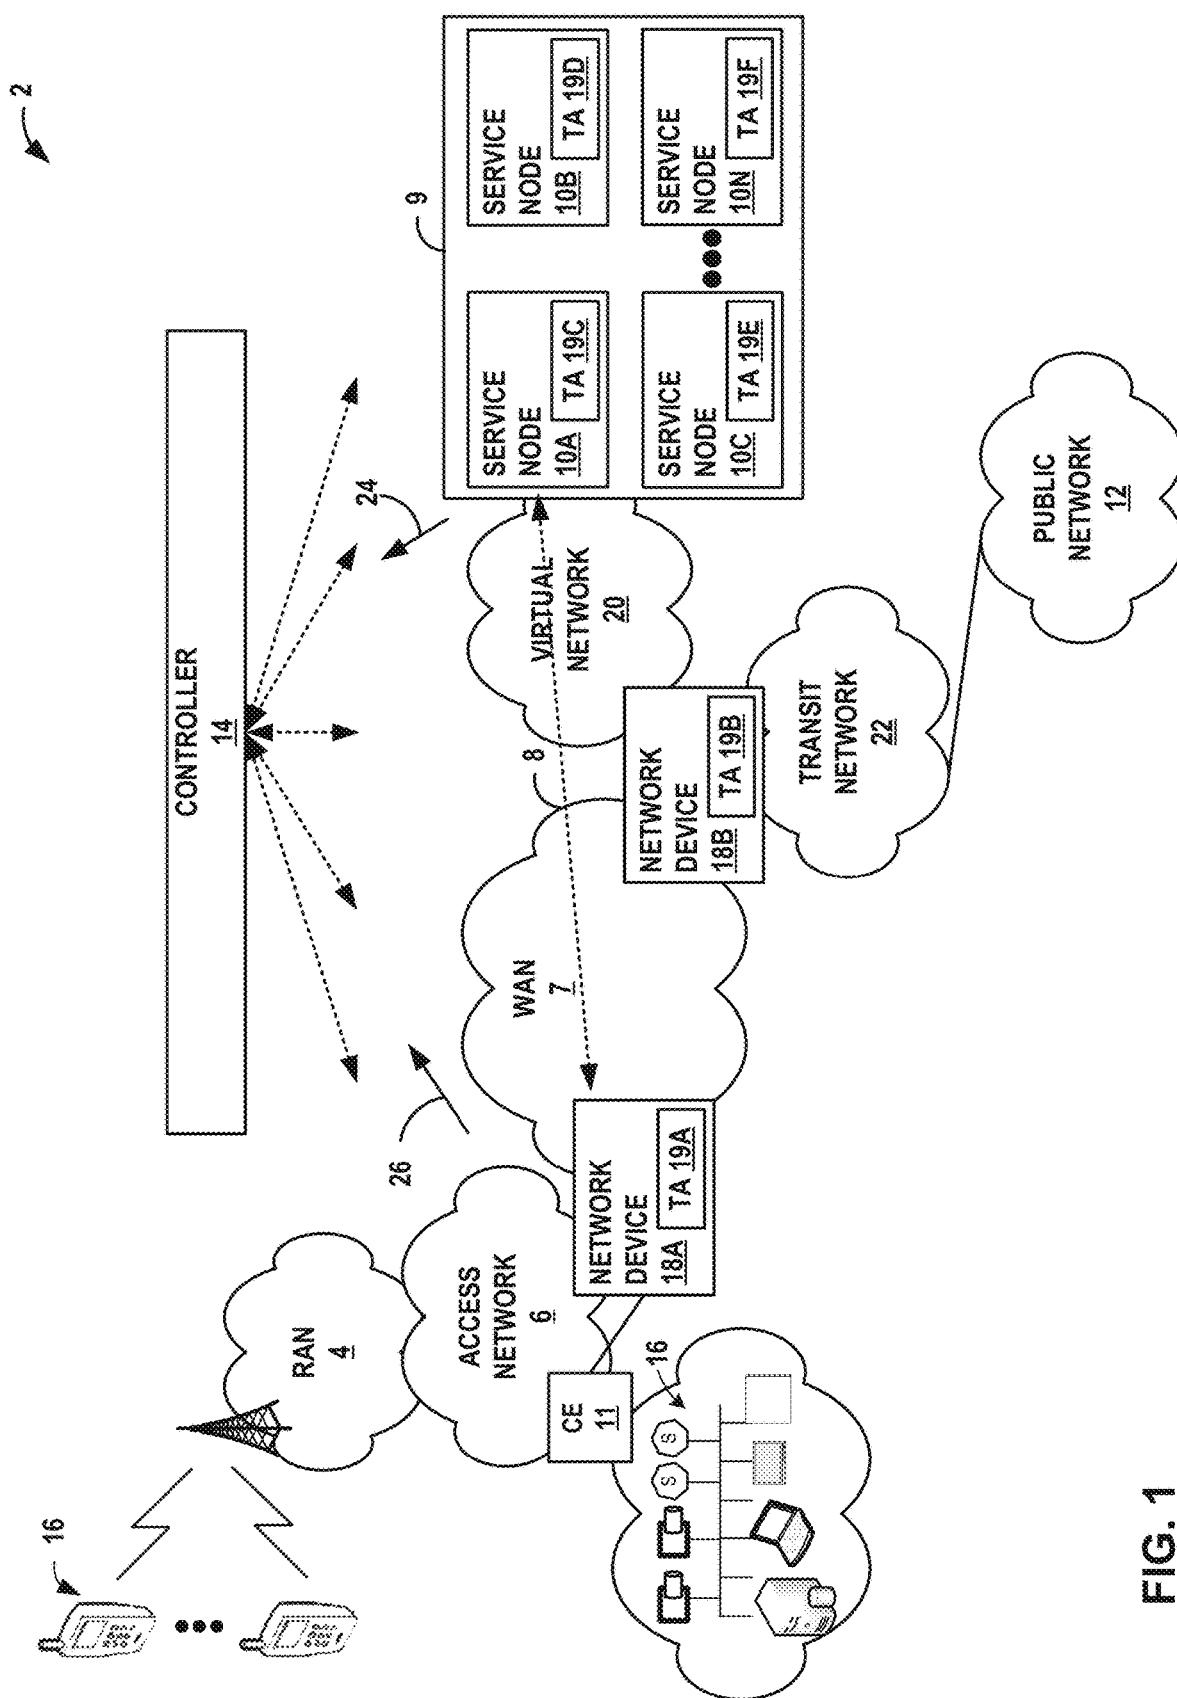 2
CONTROLLER
14
16
RAN
4
26
24
9
ACCESS
NETWORK
6
WAN
7
8
VIRTUAL
NETWORK
20
SERVICE
NODE
10A
TA 19C
SERVICE
NODE
10B
TA 19D
SERVICE
NODE
10C
TA 19E
SERVICE
NODE
10N
TA 19F
CE
11
NETWORK
DEVICE
18A
TA 19A
NETWORK
DEVICE
18B
TA 19B
16
S
S
TRANSIT
NETWORK
22
PUBLIC
NETWORK
12
FIG. 1